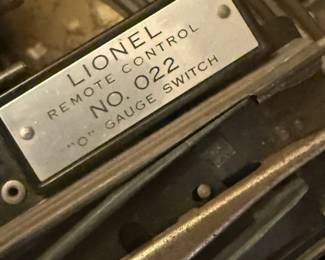 LIONEL
REMOTE CONTROL
NO. 022
"O" GAUGE SWITCH